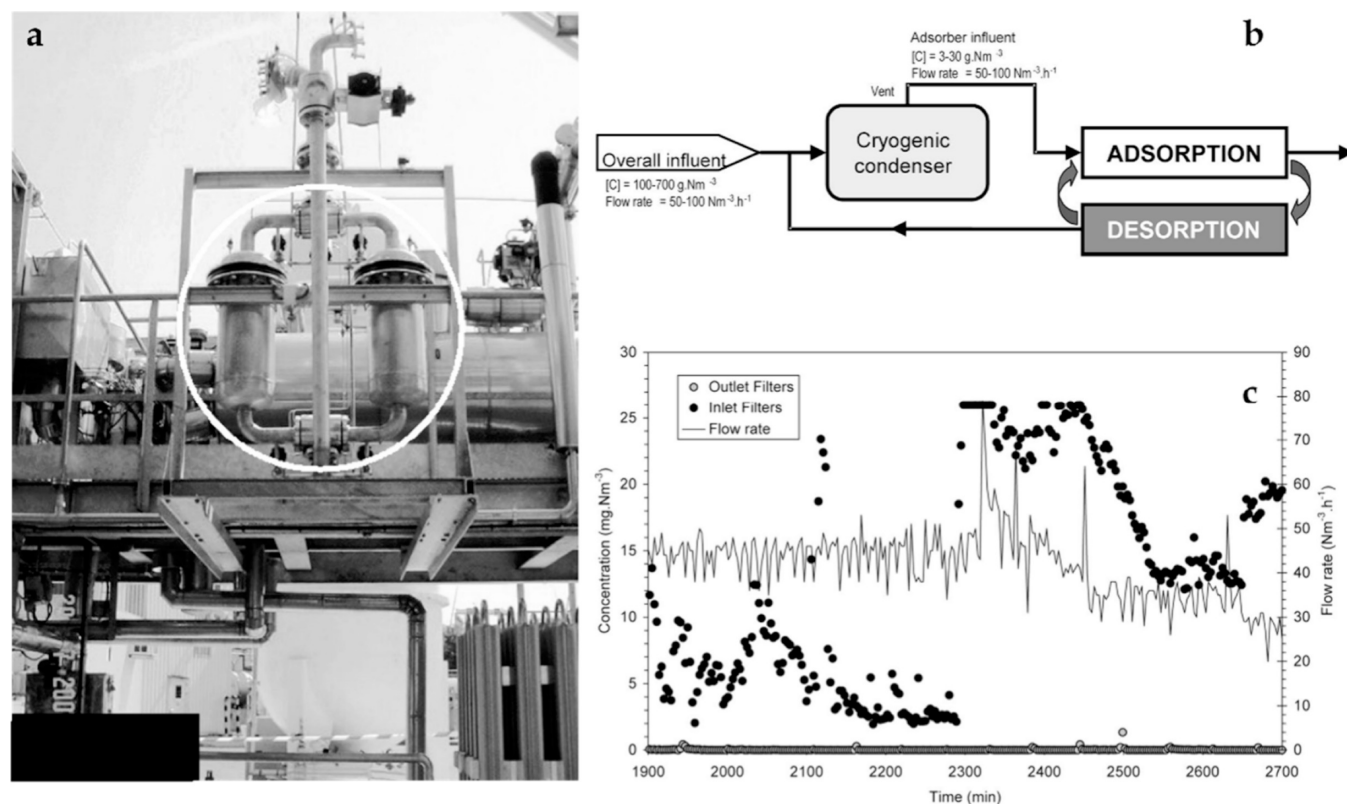 a
20
T·200
b
Adsorber influent
[C] = 3-30 g.Nm⁻³
Flow rate = 50-100 Nm⁻³.h⁻¹
Vent
Overall influent
[C] = 100-700 g.Nm⁻³
Flow rate = 50-100 Nm⁻³.h⁻¹
Cryogenic
condenser
ADSORPTION
DESORPTION
c
Outlet Filters
Inlet Filters
Flow rate
Concentration (mg.Nm⁻³)
30
25
20
15
10
5
0
90
80
70
60
50
40
30
20
10
0
Flow rate (Nm⁻³.h⁻¹)
1900 2000 2100 2200 2300 2400 2500 2600 2700
Time (min)